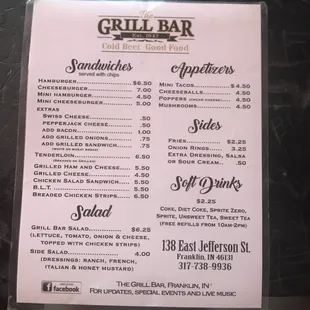 The
GRILL BAR
Est. 1947
Cold Beer Good Food
Sandwiches
served with chips
Hamburger $6.50
Cheeseburger 7.00
Mini hamburger 4.50
Mini cheeseburger 5.00
extras
Swiss Cheese .50
Pepperjack cheese .50
add bacon 1.00
add grilled onions .75
add grilled sandwich .75
Tenderloin 6.50
Grilled Ham and Cheese 5.50
Grilled Cheese 4.50
Chicken Salad Sandwich 5.50
B.L.T. 5.50
Breaded Chicken Strips 6.50
Salad
Grill Bar Salad $6.25
(lettuce, tomato, onion & cheese,
topped with chicken strips)
Side Salad 4.00
(dressings: ranch, french,
italian & honey mustard)
Appetizers
Mini Tacos $4.50
Cheeseballs $4.50
Poppers (cream cheese) $4.50
Mushrooms $4.50
Sides
Fries $2.25
Onion Rings 3.25
Extra Dressing, Salsa
or Sour cream .50
Soft Drinks
$2.25
Coke, Diet Coke, Sprite Zero,
Sprite, Unsweet Tea, Sweet Tea
(free refills from 10am-2pm)
138 East Jefferson St.
Franklin, IN 46131
317-738-9936
Find us on
facebook
The Grill Bar, Franklin, IN
For updates, special events and live music